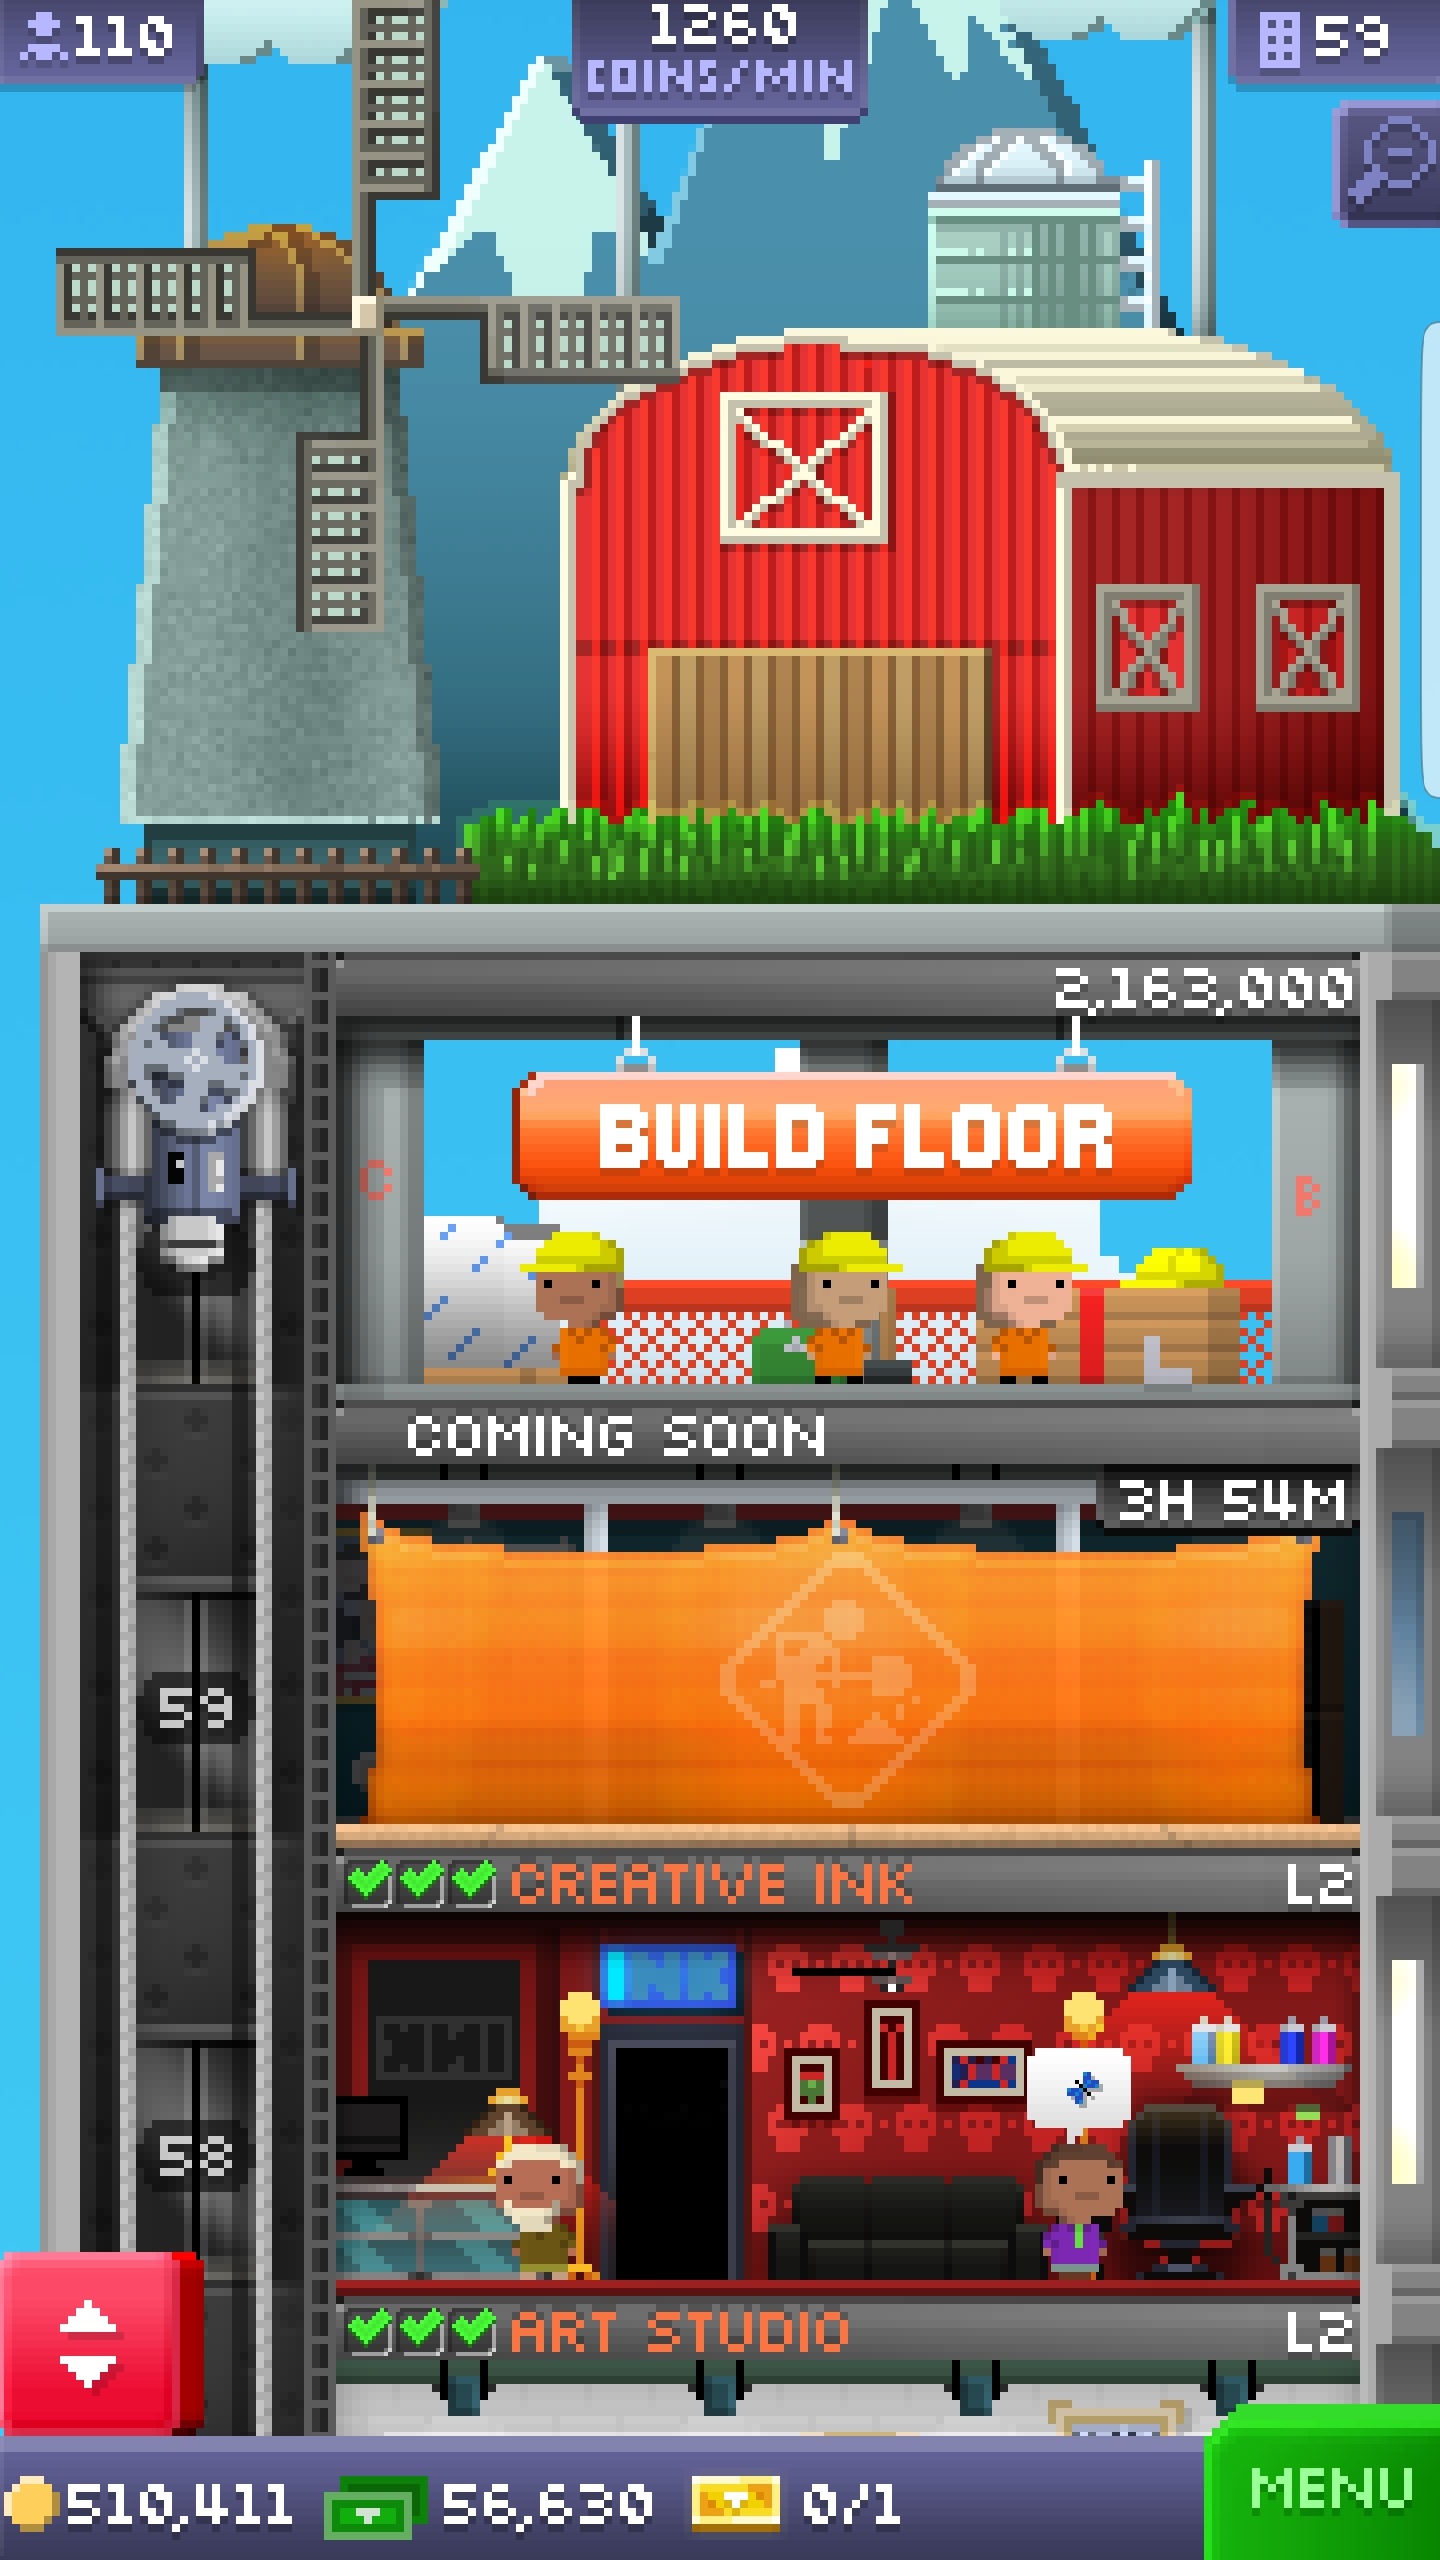 110
1260
COINS/MIN
59
2,163,000
C
BUILD FLOOR
B
COMING SOON
3H 54M
59
CREATIVE INK
L2
INK
INK
58
ART STUDIO
L2
510,411
56,630
0/1
MENU